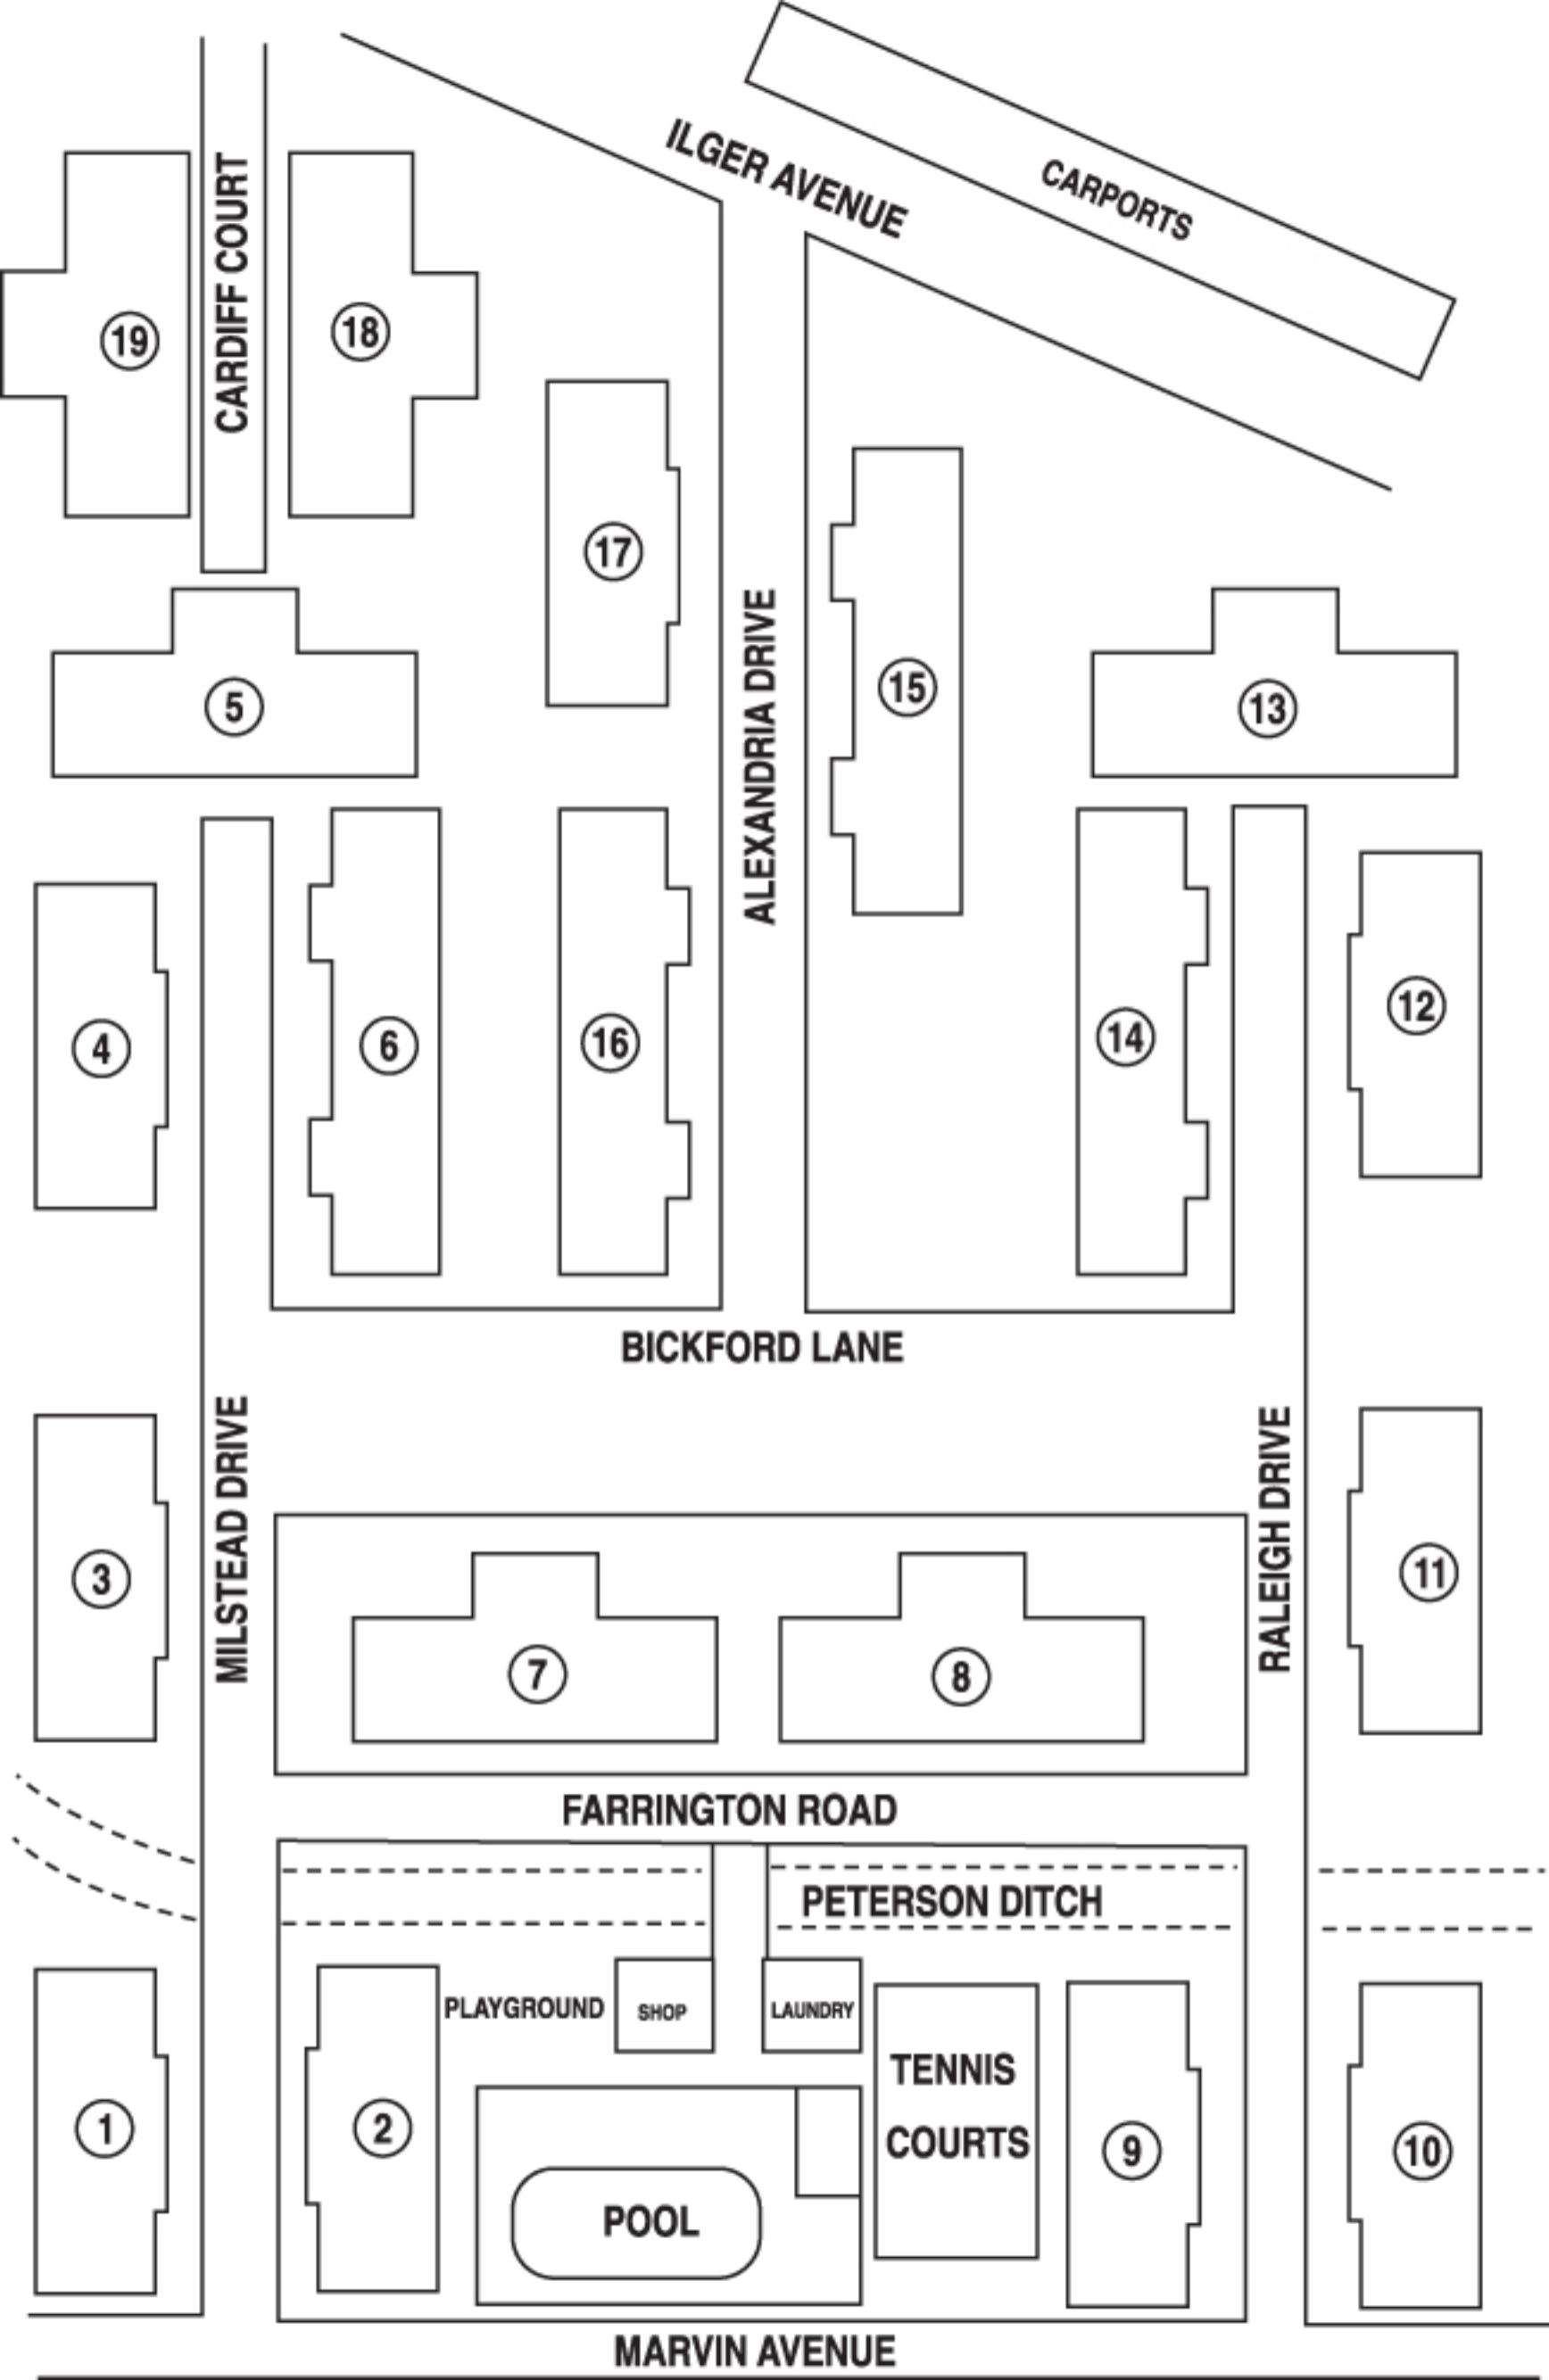 ILGER AVENUE
CARPORTS
CARDIFF COURT
19
18
17
15
5
13
ALEXANDRIA DRIVE
4
6
16
14
12
BICKFORD LANE
MILSTEAD DRIVE
RALEIGH DRIVE
3
11
7
8
FARRINGTON ROAD
PETERSON DITCH
PLAYGROUND
SHOP
LAUNDRY
TENNIS
COURTS
1
2
9
10
POOL
MARVIN AVENUE